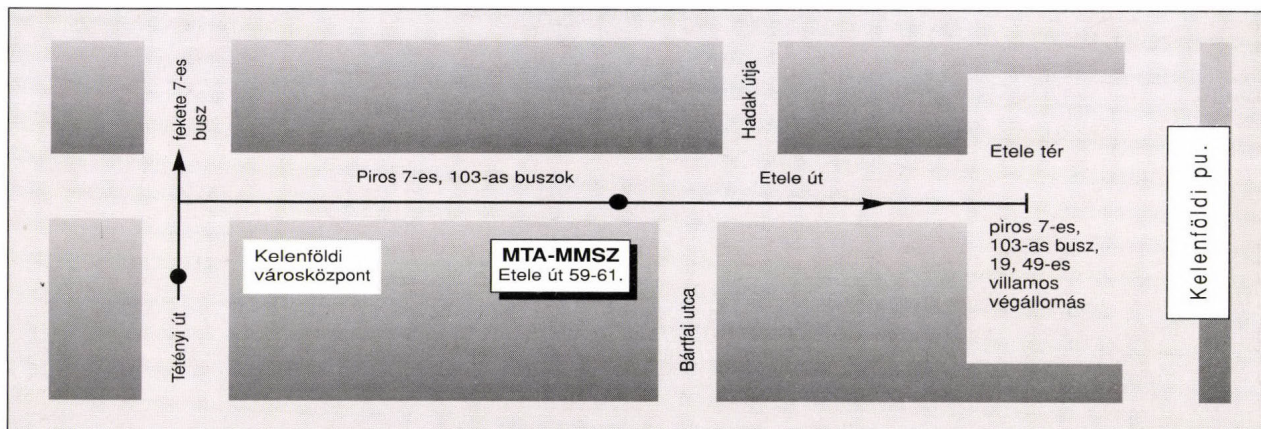 fekete 7-es
busz
Hadak útja
Etele tér
Piros 7-es, 103-as buszok
Etele út
Kelenföldi pu.
Kelenföldi
városközpont
MTA-MMSZ
Etele út 59-61.
piros 7-es,
103-as busz,
19, 49-es
villamos
végállomás
Tétényi út
Bártfai utca